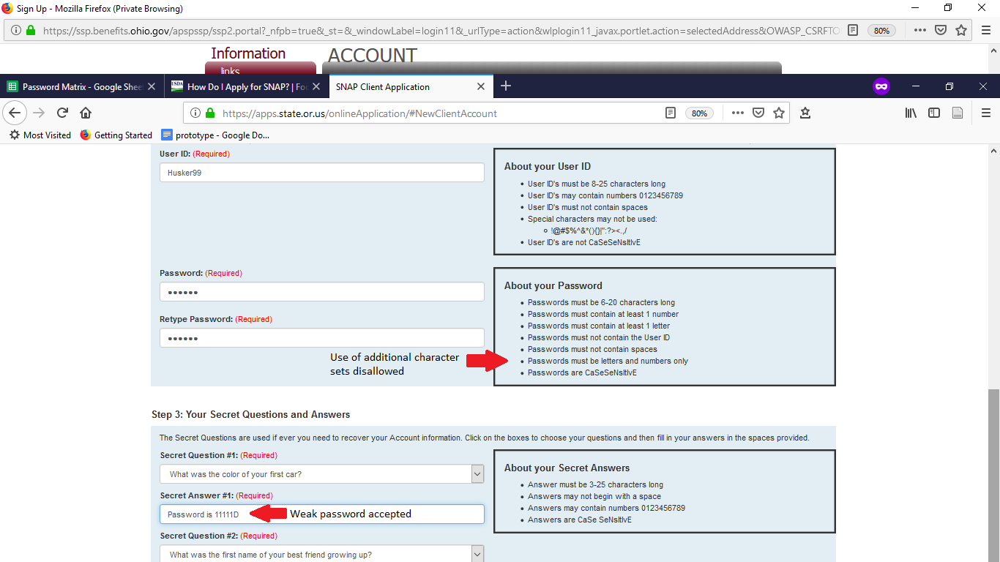 Sign Up - Mozilla Firefox (Private Browsing)
https://ssp.benefits.ohio.gov/apspssp/ssp2.portal?_nfpb=true&_st=&_windowLabel=login11&_urlType=action&wlplogin11_javax.portlet.action=selectedAddress&OWASP_CSRFTO
80%
Information
ACCOUNT
links
Password Matrix - Google Shee
How Do I Apply for SNAP? | Fo
SNAP Client Application
https://apps.state.or.us/onlineApplication/#NewClientAccount
80%
Most Visited
Getting Started
prototype - Google Do...
User ID: (Required)
Husker99
About your User ID
User ID's must be 8-25 characters long
User ID's may contain numbers 0123456789
User ID's must not contain spaces
Special characters may not be used:
!@#$%^&*(){}|":?><.,/
User ID's are not CaSeSeNsItIvE
Password: (Required)
••••••
Retype Password: (Required)
••••••
About your Password
Passwords must be 6-20 characters long
Passwords must contain at least 1 number
Passwords must contain at least 1 letter
Passwords must not contain the User ID
Passwords must not contain spaces
Passwords must be letters and numbers only
Passwords are CaSeSeNsItIvE
Use of additional character
sets disallowed
Step 3: Your Secret Questions and Answers
The Secret Questions are used if ever you need to recover your Account information. Click on the boxes to choose your questions and then fill in your answers in the spaces provided.
Secret Question #1: (Required)
What was the color of your first car?
Secret Answer #1: (Required)
Password is 11111D
Weak password accepted
Secret Question #2: (Required)
What was the first name of your best friend growing up?
About your Secret Answers
Answer must be 3-25 characters long
Answers may not begin with a space
Answers may contain numbers 0123456789
Answers are CaSe SeNsItIvE